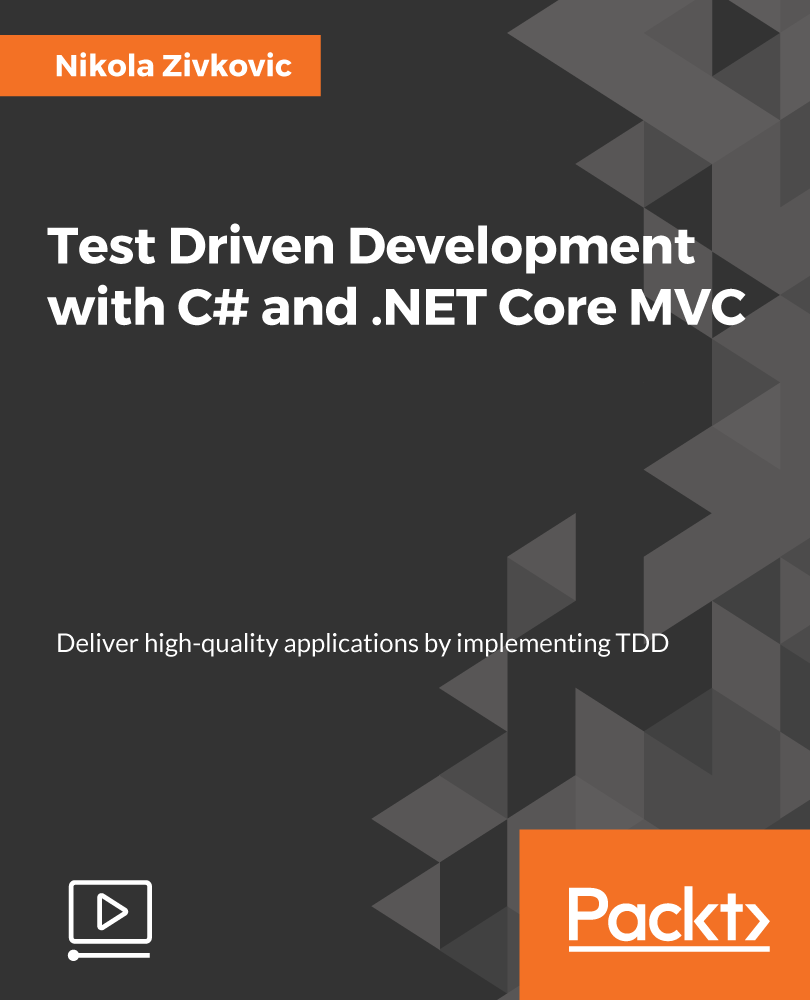 Nikola Zivkovic
Test Driven Development
with C# and .NET Core MVC
Deliver high-quality applications by implementing TDD
Packt